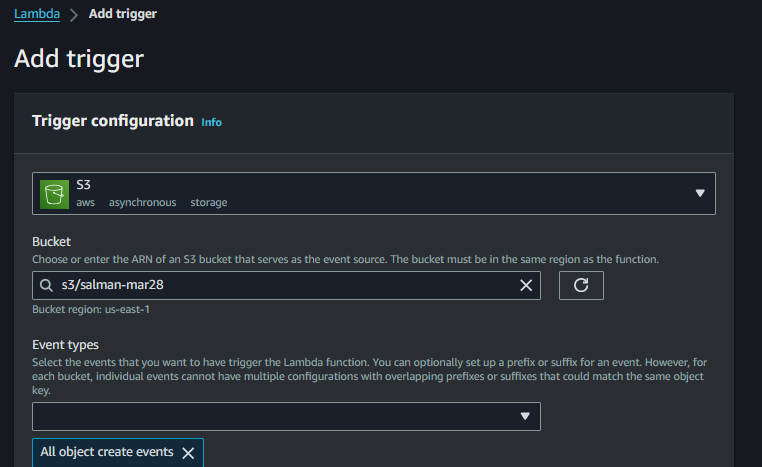 Lambda > Add trigger
Add trigger
Trigger configuration Info
S3
aws asynchronous storage
Bucket
Choose or enter the ARN of an S3 bucket that serves as the event source. The bucket must be in the same region as the function.
s3/salman-mar28
Bucket region: us-east-1
Event types
Select the events that you want to have trigger the Lambda function. You can optionally set up a prefix or suffix for an event. However, for
each bucket, individual events cannot have multiple configurations with overlapping prefixes or suffixes that could match the same object
key.
All object create events